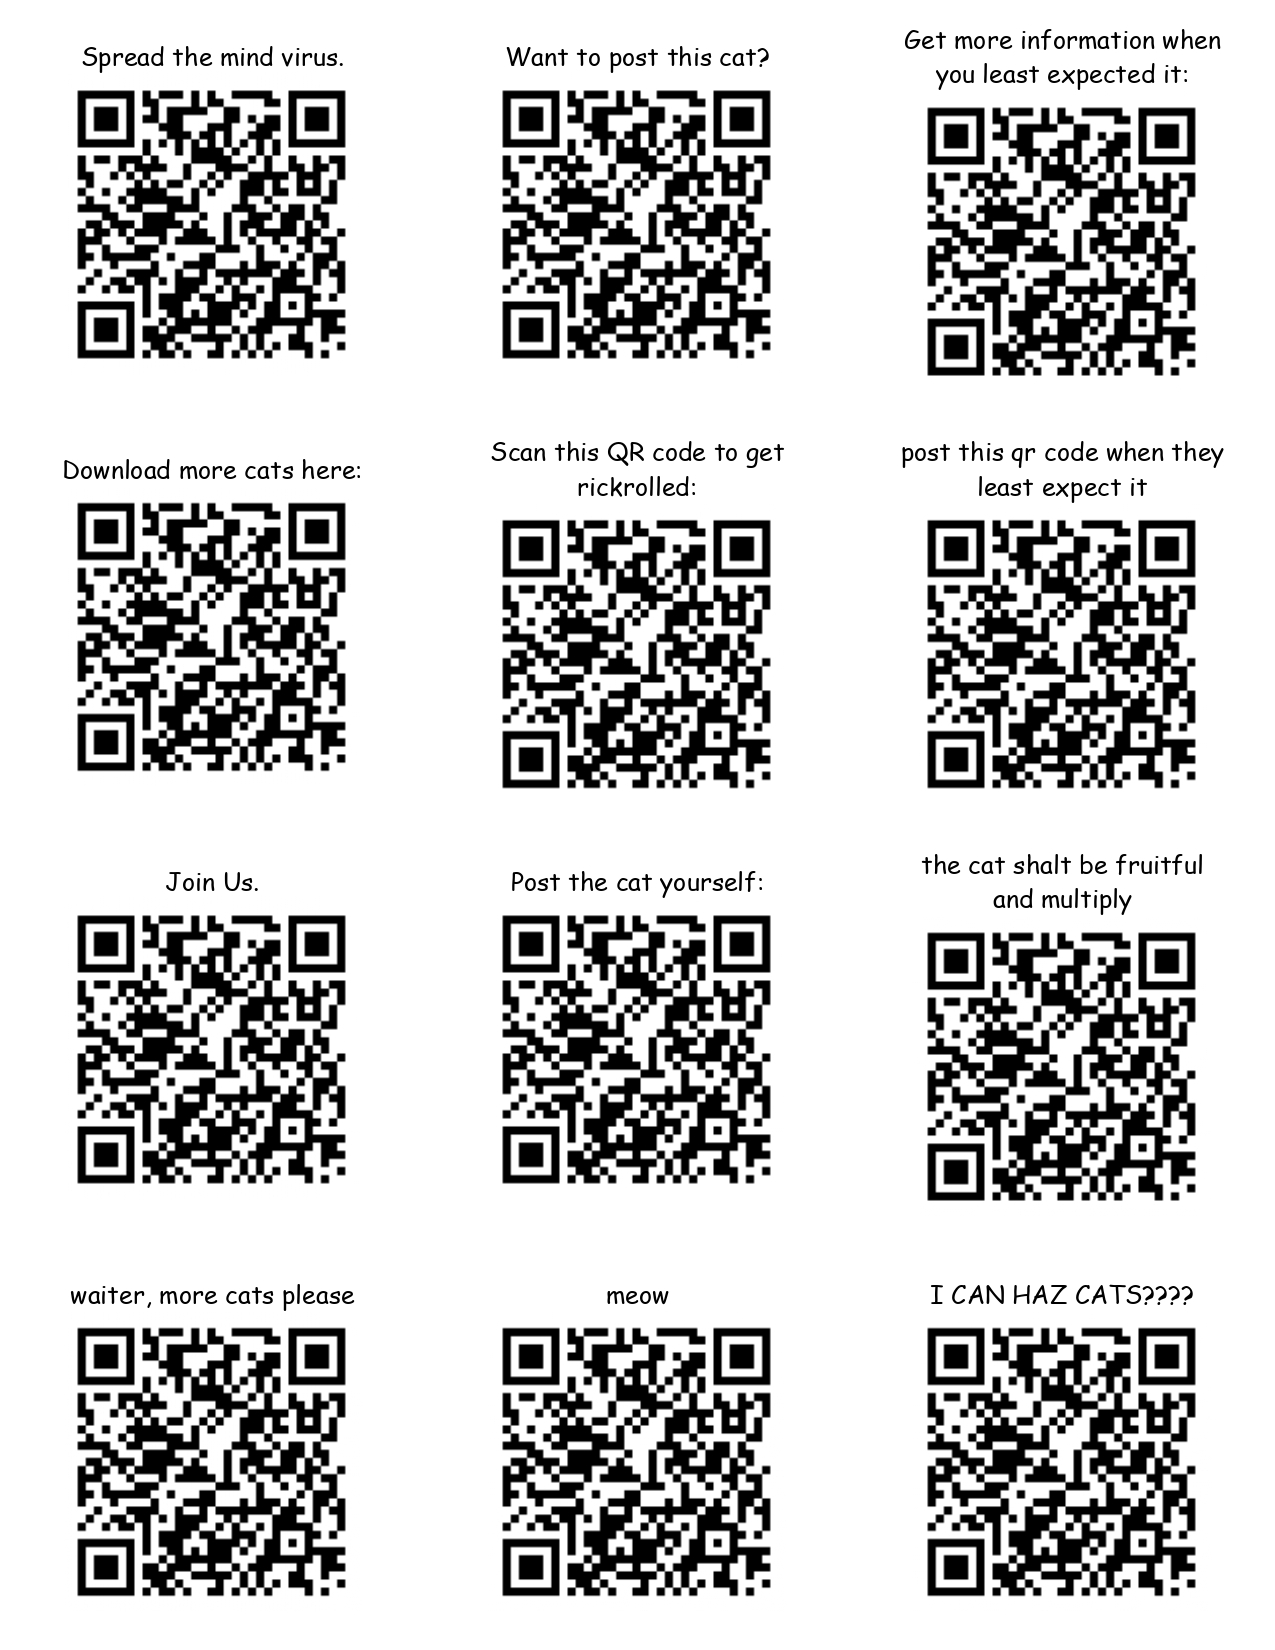 Spread the mind virus.
Want to post this cat?
Get more information when
you least expected it:
Download more cats here:
Scan this QR code to get
rickrolled:
post this qr code when they
least expect it
Join Us.
Post the cat yourself:
the cat shalt be fruitful
and multiply
waiter, more cats please
meow
I CAN HAZ CATS????